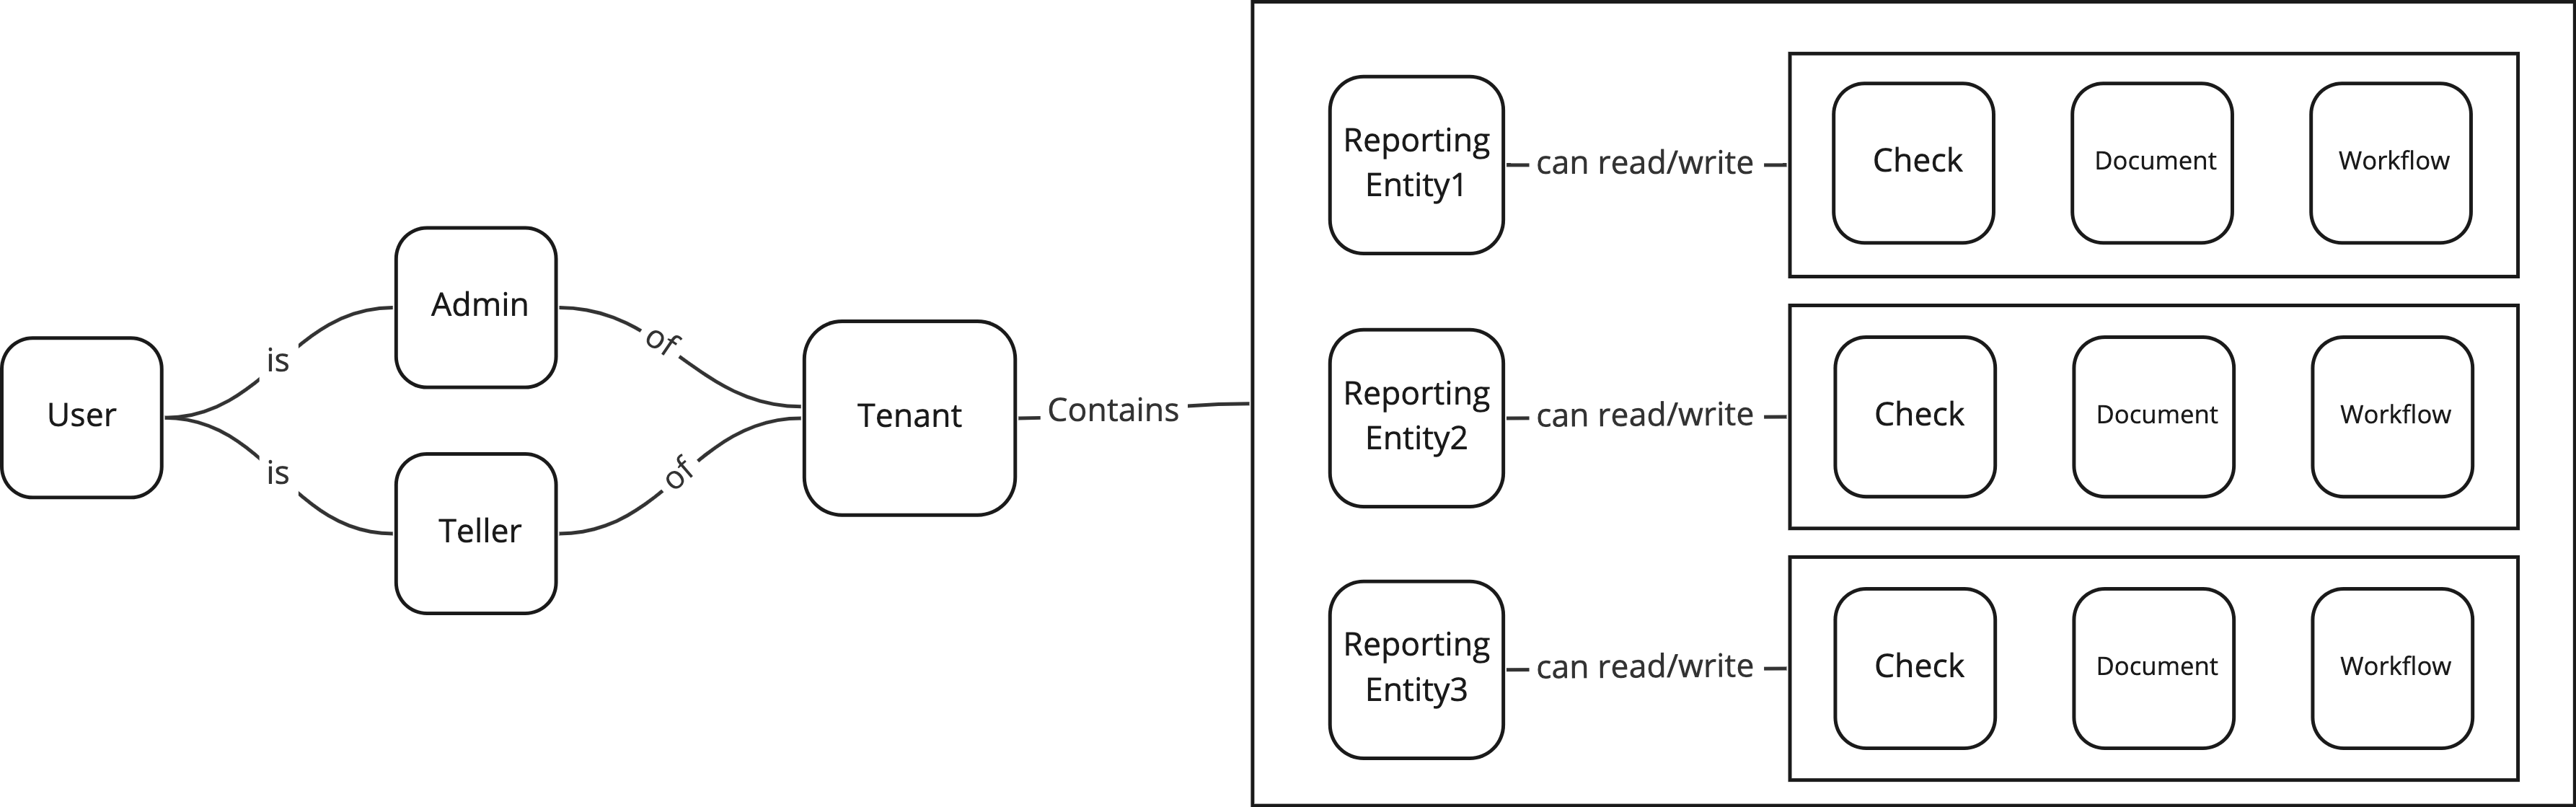 User
is
is
Admin
Teller
of
of
Tenant
Contains
Reporting
Entity1
can read/write
Check
Document
Workflow
Reporting
Entity2
can read/write
Check
Document
Workflow
Reporting
Entity3
can read/write
Check
Document
Workflow